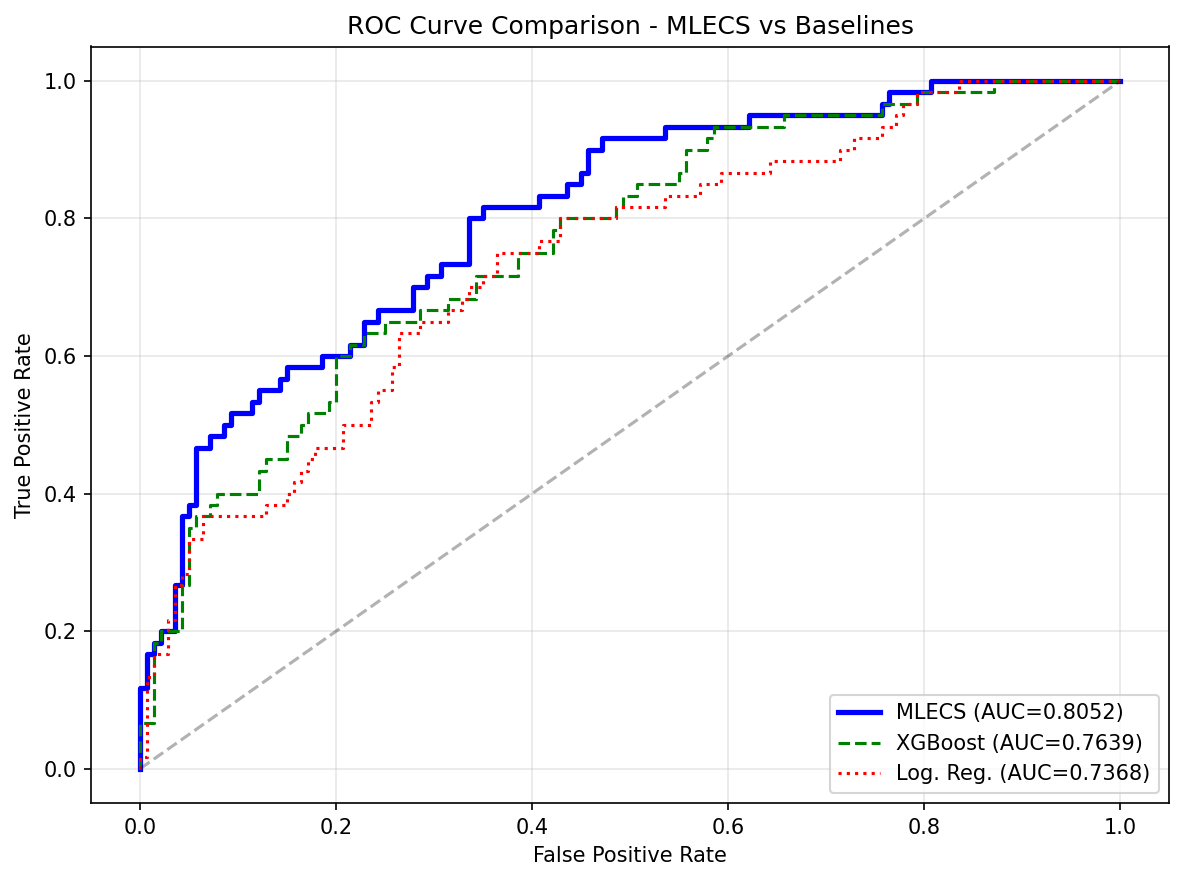 ROC Curve Comparison - MLECS vs Baselines
True Positive Rate
1.0
0.8
0.6
0.4
0.2
0.0
MLECS (AUC=0.8052)
XGBoost (AUC=0.7639)
Log. Reg. (AUC=0.7368)
0.0 0.2 0.4 0.6 0.8 1.0
False Positive Rate